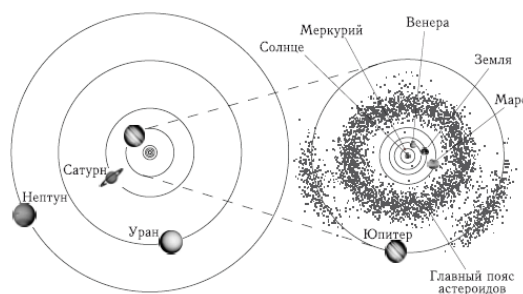 Меркурий
Венера
Солнце
Земля
Марс
Сатурн
Нептун
Уран
Юпитер
Главный пояс
астероидов